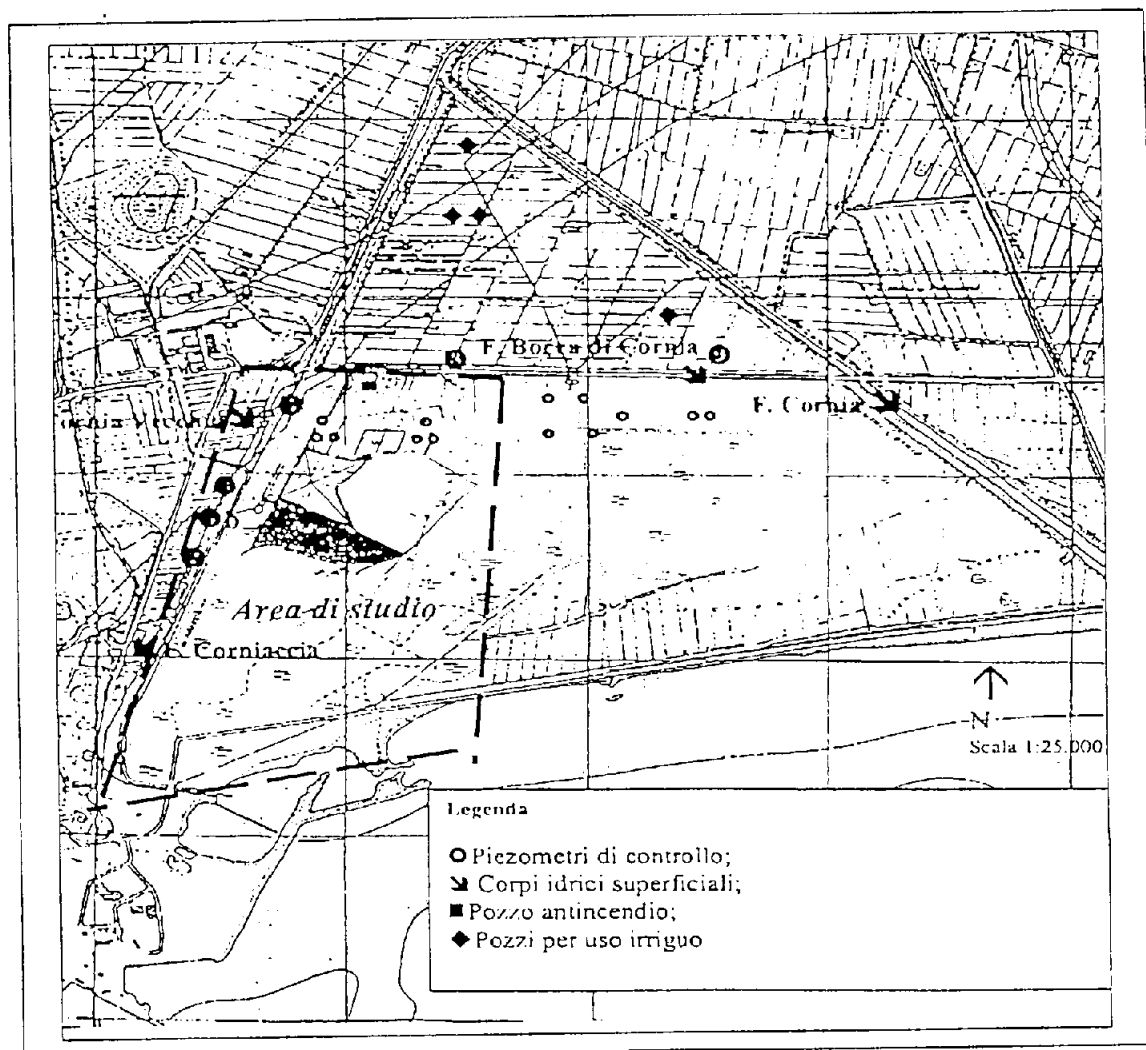 F. Bocca di Cornia
F. Cornia
Area di studio
F. Corniaccia
N
Scala 1:25.000
Legenda
Piezometri di controllo;
Corpi idrici superficiali;
Pozzo antincendio;
Pozzi per uso irriguo